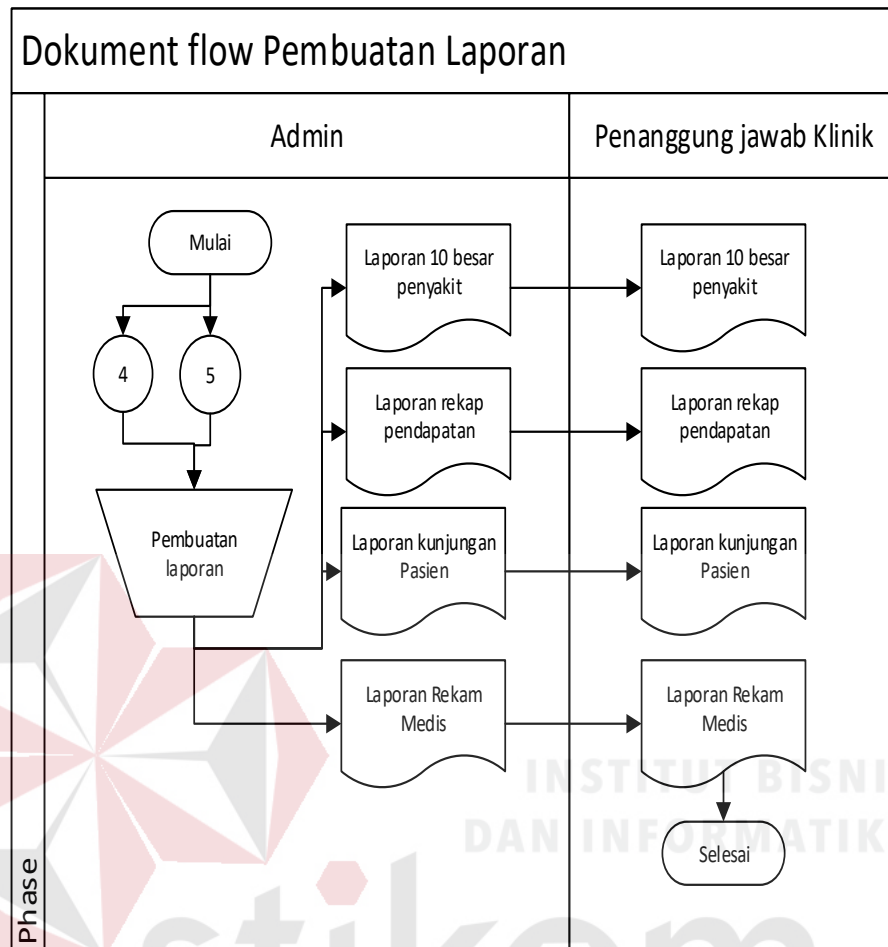 Dokument flow Pembuatan Laporan
Admin
Penanggung jawab Klinik
Mulai
4
5
Pembuatan
laporan
Laporan 10 besar
penyakit
Laporan 10 besar
penyakit
Laporan rekap
pendapatan
Laporan rekap
pendapatan
Laporan kunjungan
Pasien
Laporan kunjungan
Pasien
Laporan Rekam
Medis
Laporan Rekam
Medis
Selesai
Phase
INSTITUT BISNI
DAN INFORMATIK
stikom